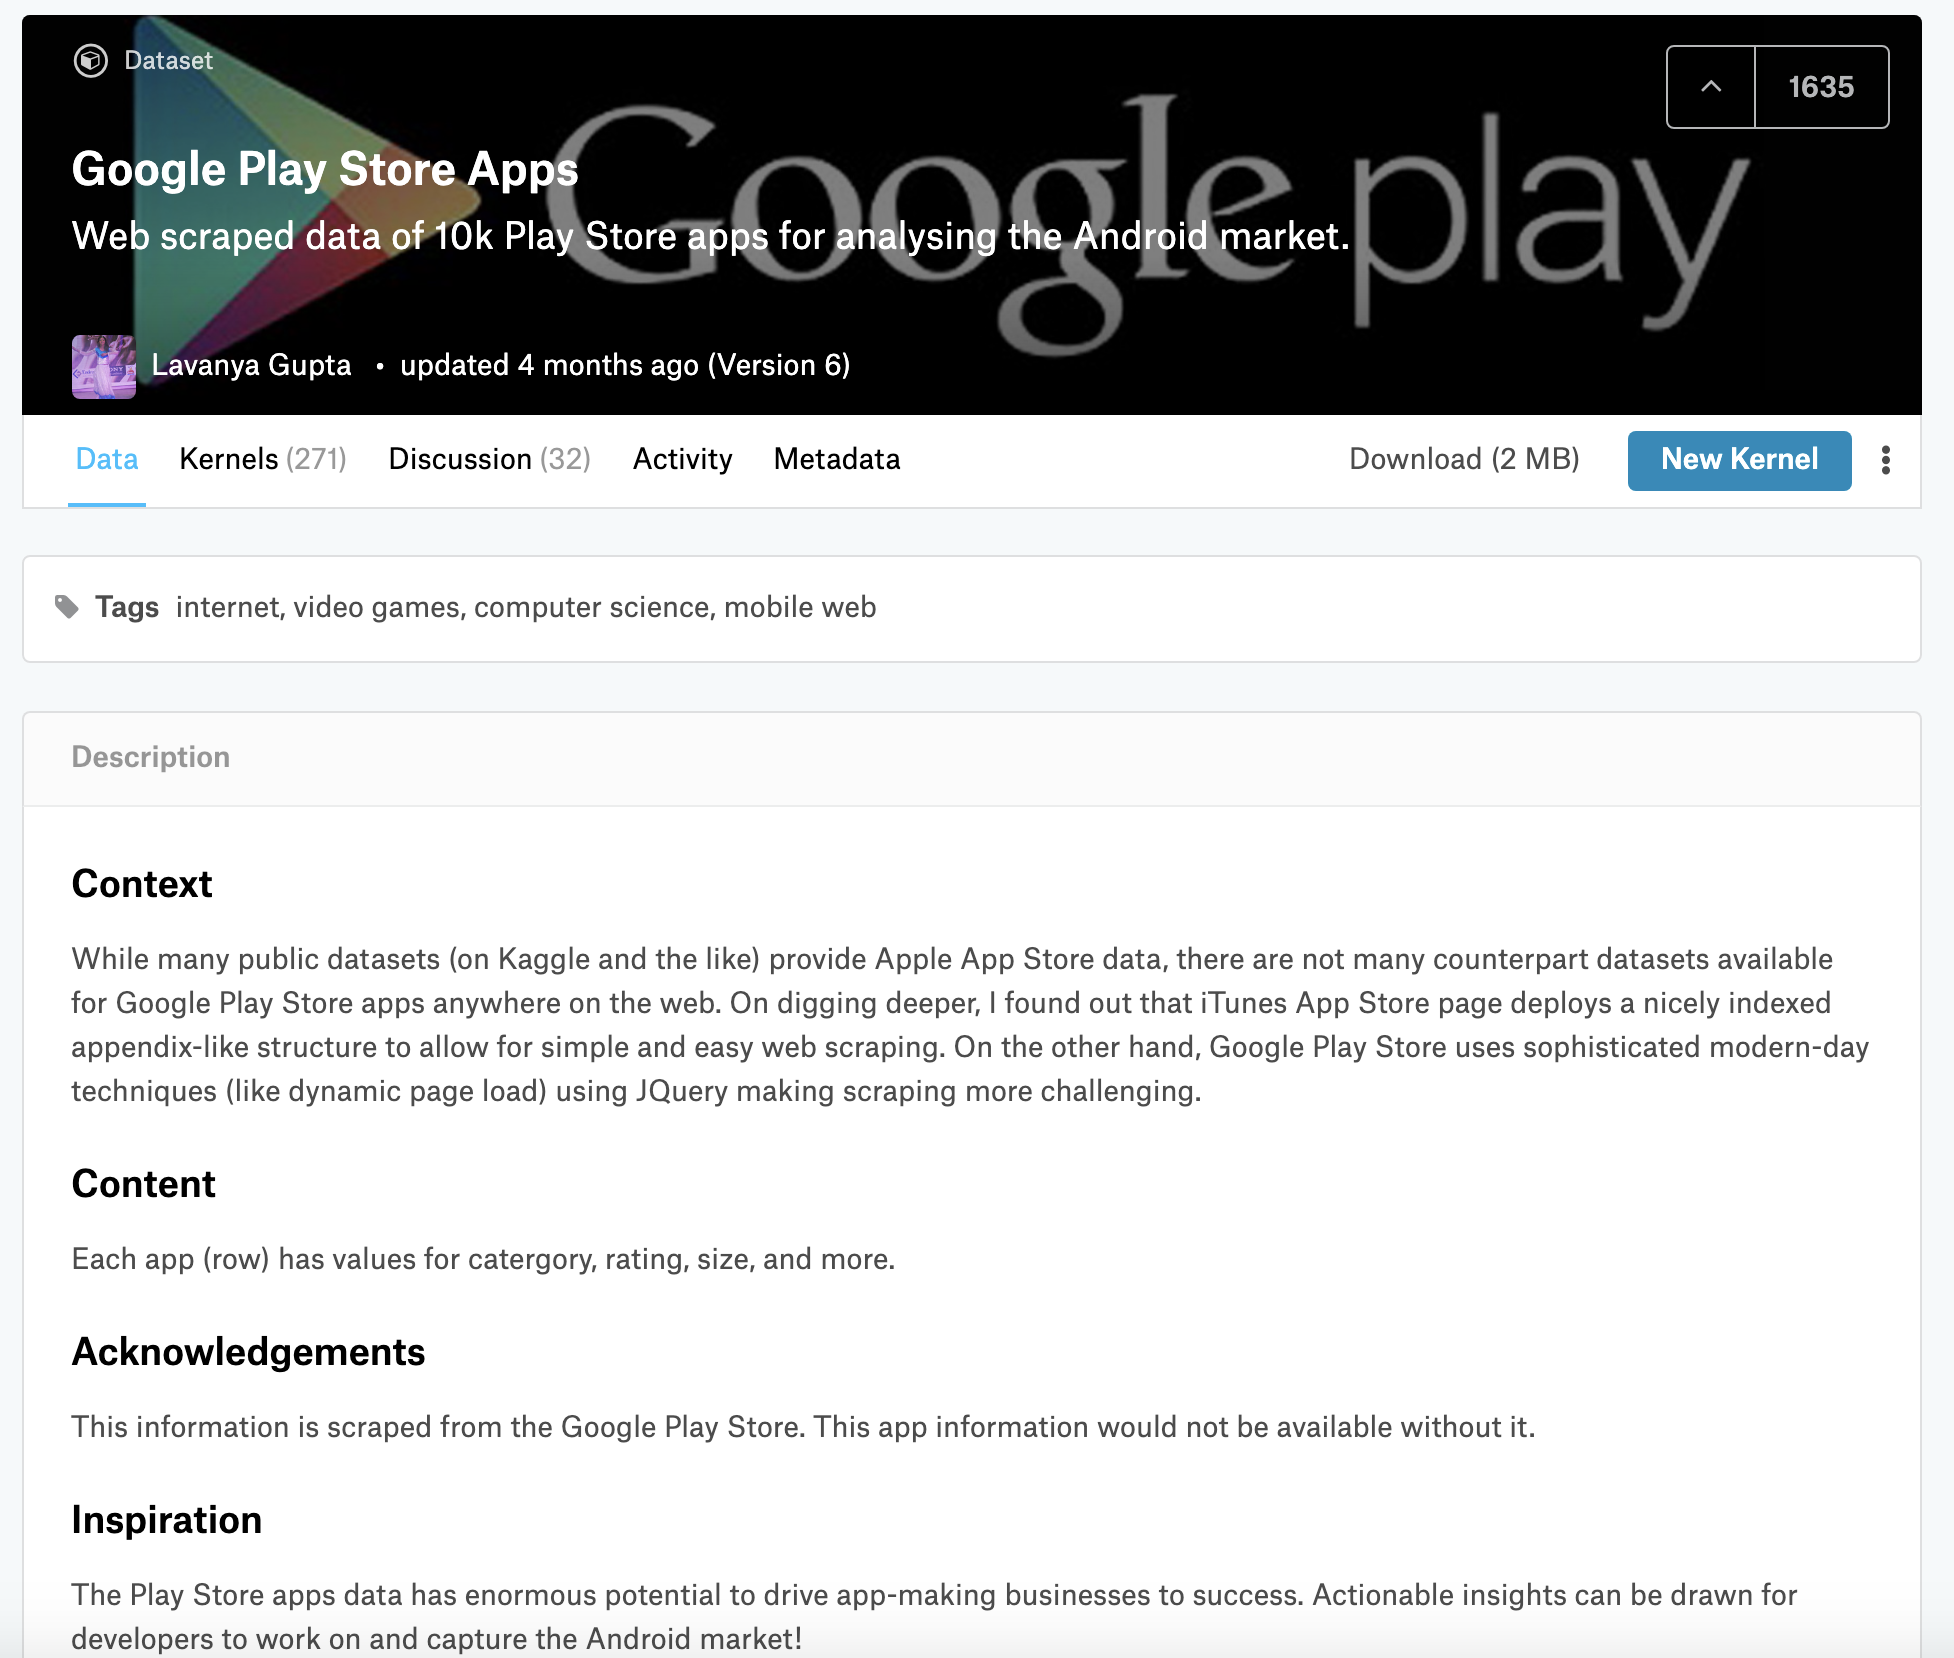 Dataset
1635
Google play
Google Play Store Apps
Web scraped data of 10k Play Store apps for analysing the Android market.
Lavanya Gupta • updated 4 months ago (Version 6)
Data Kernels (271) Discussion (32) Activity Metadata Download (2 MB) New Kernel
Tags internet, video games, computer science, mobile web
Description
Context
While many public datasets (on Kaggle and the like) provide Apple App Store data, there are not many counterpart datasets available
for Google Play Store apps anywhere on the web. On digging deeper, I found out that iTunes App Store page deploys a nicely indexed
appendix-like structure to allow for simple and easy web scraping. On the other hand, Google Play Store uses sophisticated modern-day
techniques (like dynamic page load) using JQuery making scraping more challenging.
Content
Each app (row) has values for catergory, rating, size, and more.
Acknowledgements
This information is scraped from the Google Play Store. This app information would not be available without it.
Inspiration
The Play Store apps data has enormous potential to drive app-making businesses to success. Actionable insights can be drawn for
developers to work on and capture the Android market!